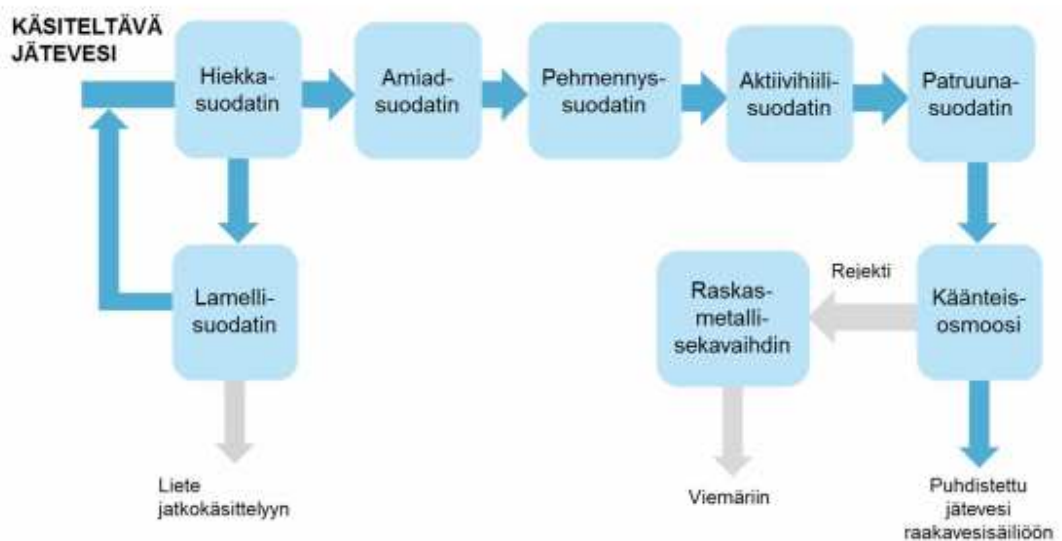 KÄSITELTÄVÄ
JÄTEVESI
Hiekka-
suodatin
Amiad-
suodatin
Pehmennys-
suodatin
Aktiivihiili-
suodatin
Patruuna-
suodatin
Lamelli-
suodatin
Raskas-
metalli-
sekavaihdin
Rejekti
Käänteis-
osmoosi
Liete
jatkokäsittelyyn
Viemäriin
Puhdistettu
jätevesi
raakavesisäiliöön